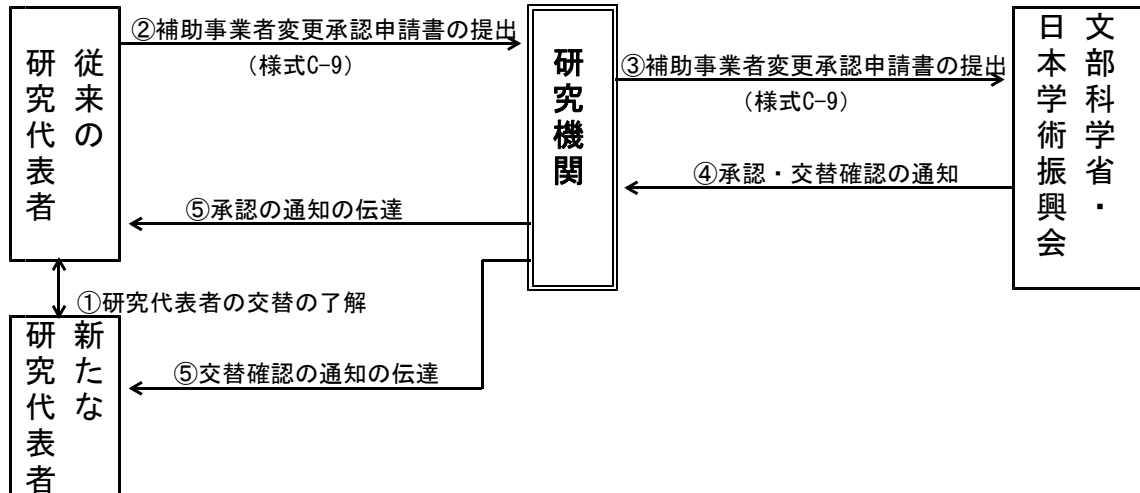 従来の
研究代表者
②補助事業者変更承認申請書の提出
（様式C-9）
研究機関
③補助事業者変更承認申請書の提出
（様式C-9）
文部科学省・
日本学術振興会
④承認・交替確認の通知
⑤承認の通知の伝達
①研究代表者の交替の了解
新たな
研究代表者
⑤交替確認の通知の伝達